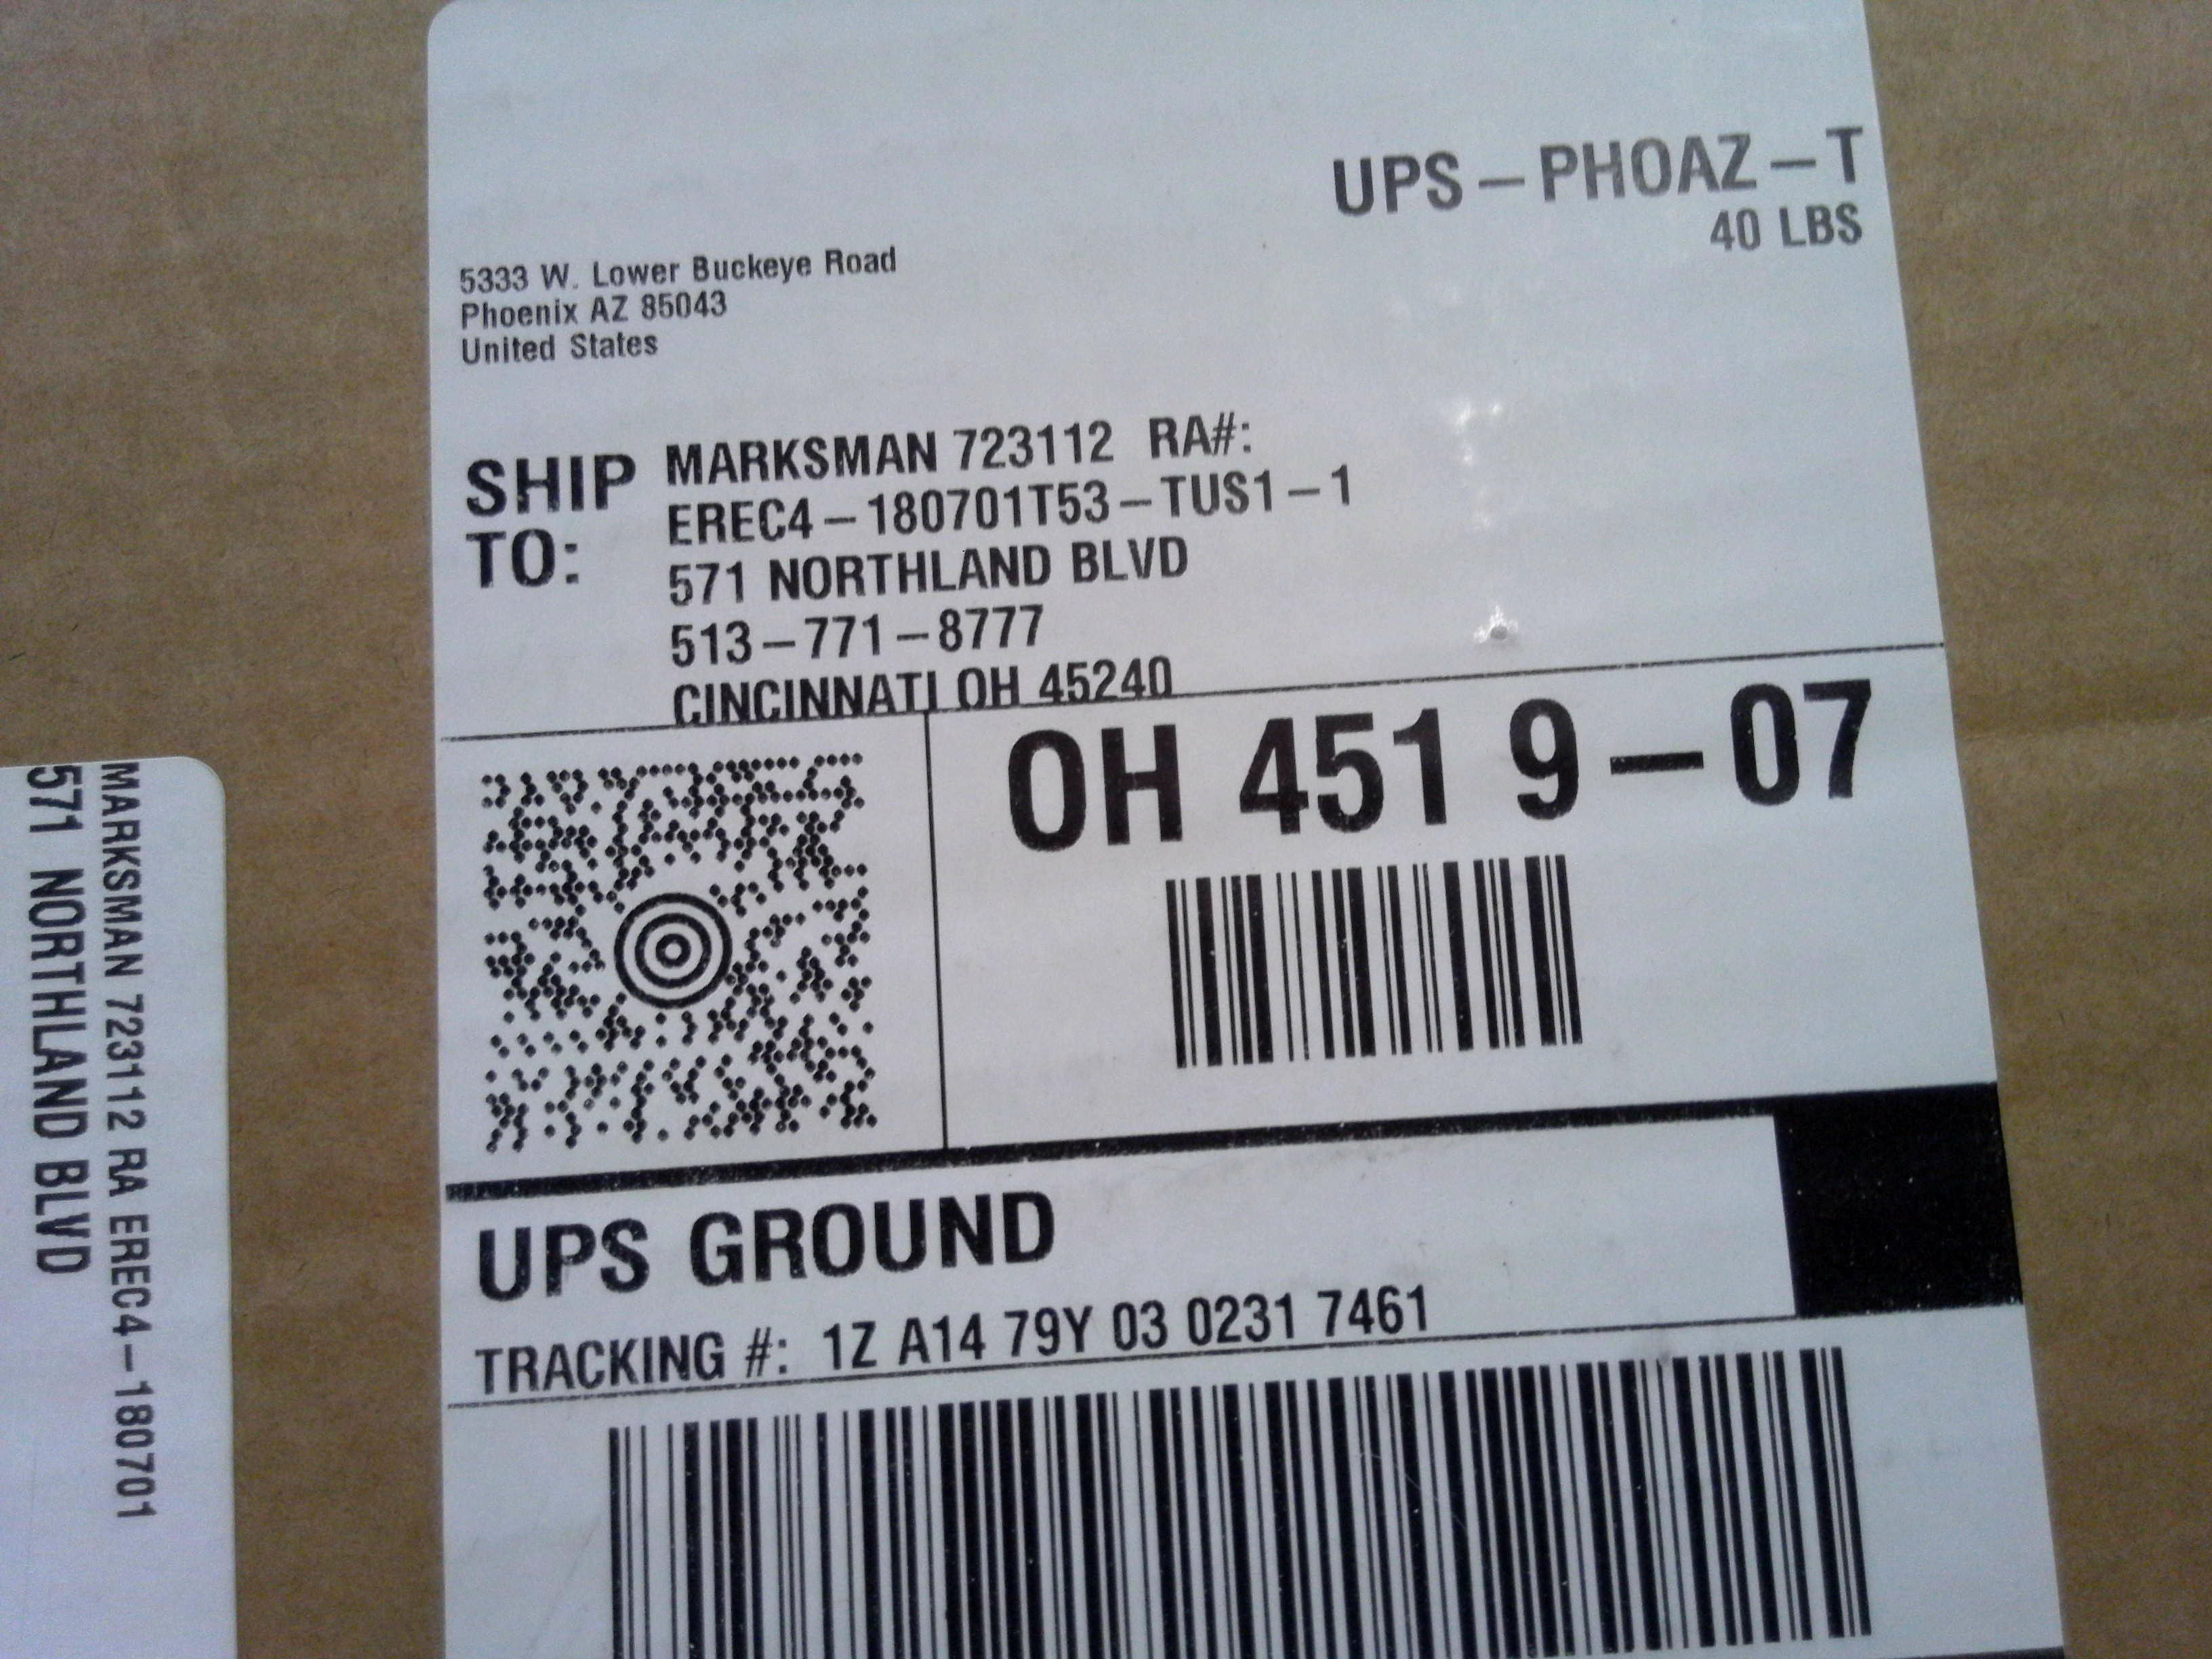 UPS – PHOAZ – T
40 LBS
5333 W. Lower Buckeye Road
Phoenix AZ 85043
United States
SHIP TO:
MARKSMAN 723112 RA#:
EREC4 – 180701T53 – TUS1 – 1
571 NORTHLAND BLVD
513 – 771 – 8777
CINCINNATI OH 45240
OH 451 9 – 07
UPS GROUND
TRACKING #: 1Z A14 79Y 03 0231 7461
MARKSMAN 723112 RA EREC4 – 180701
571 NORTHLAND BLVD